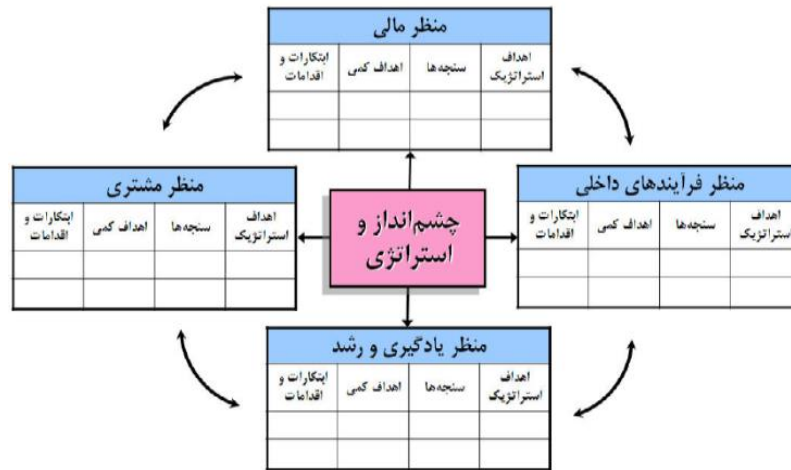 منظر مالی
اهداف استراتژیک	سنجه‌ها	اهداف کمی	ابتکارات و اقدامات
منظر فرآیندهای داخلی
اهداف استراتژیک	سنجه‌ها	اهداف کمی	ابتکارات و اقدامات
چشم‌انداز و
استراتژی
منظر مشتری
اهداف استراتژیک	سنجه‌ها	اهداف کمی	ابتکارات و اقدامات
منظر یادگیری و رشد
اهداف استراتژیک	سنجه‌ها	اهداف کمی	ابتکارات و اقدامات